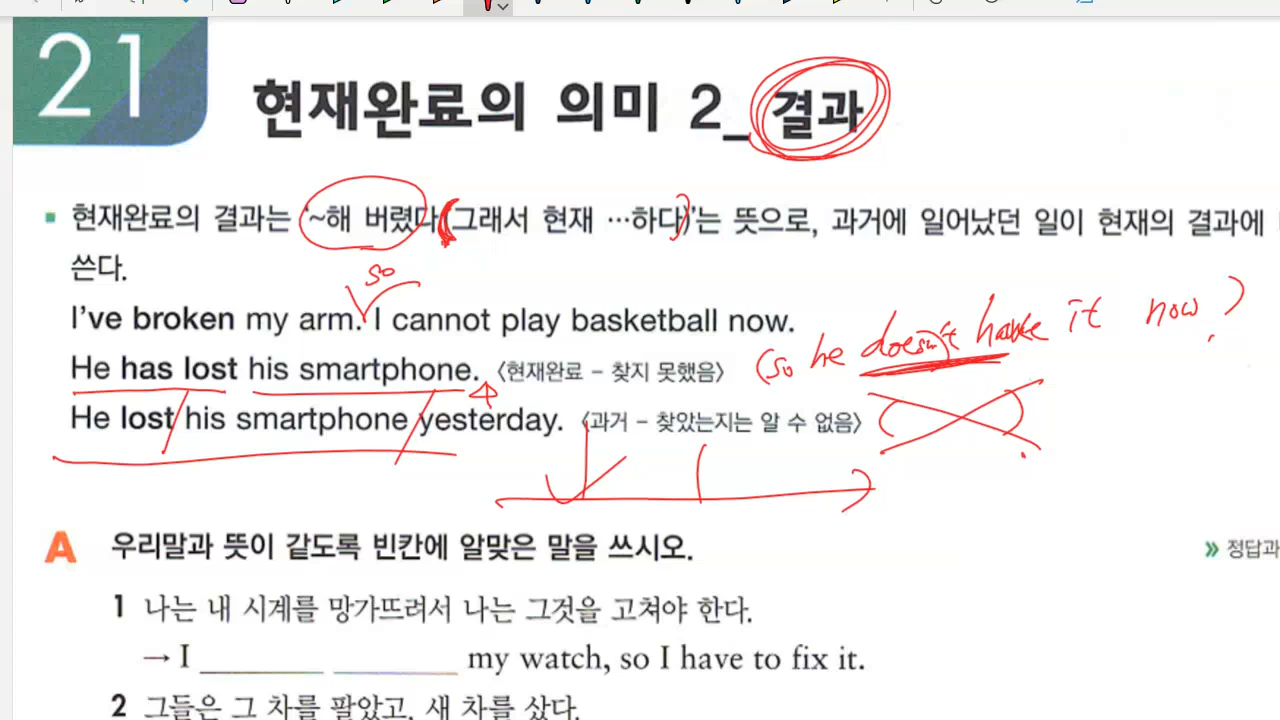 21
현재완료의 의미 2_ 결과
현재완료의 결과는 '~해 버렸다(그래서 현재 …하다)'는 뜻으로, 과거에 일어났던 일이 현재의 결과에
쓴다.
so
I've broken my arm. I cannot play basketball now.
(so he doesn't have it now)
He has lost his smartphone. 〈현재완료 – 찾지 못했음〉
He lost his smartphone yesterday. 〈과거 – 찾았는지는 알 수 없음〉
A 우리말과 뜻이 같도록 빈칸에 알맞은 말을 쓰시오.
» 정답과
1 나는 내 시계를 망가뜨려서 나는 그것을 고쳐야 한다.
→ I ________ ________ my watch, so I have to fix it.
2 그들은 그 차를 팔았고, 새 차를 샀다.